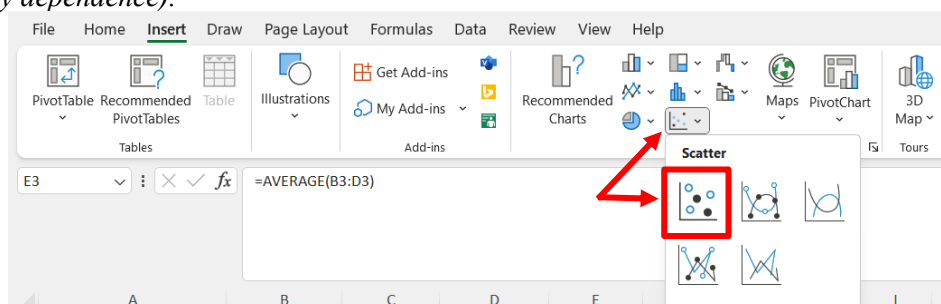 y dependence).
File Home Insert Draw Page Layout Formulas Data Review View Help
PivotTable Recommended PivotTables Table Illustrations Get Add-ins My Add-ins Recommended Charts Maps PivotChart 3D Map
Tables Add-ins Tours
Scatter
E3 fx =AVERAGE(B3:D3)
A B C D E I